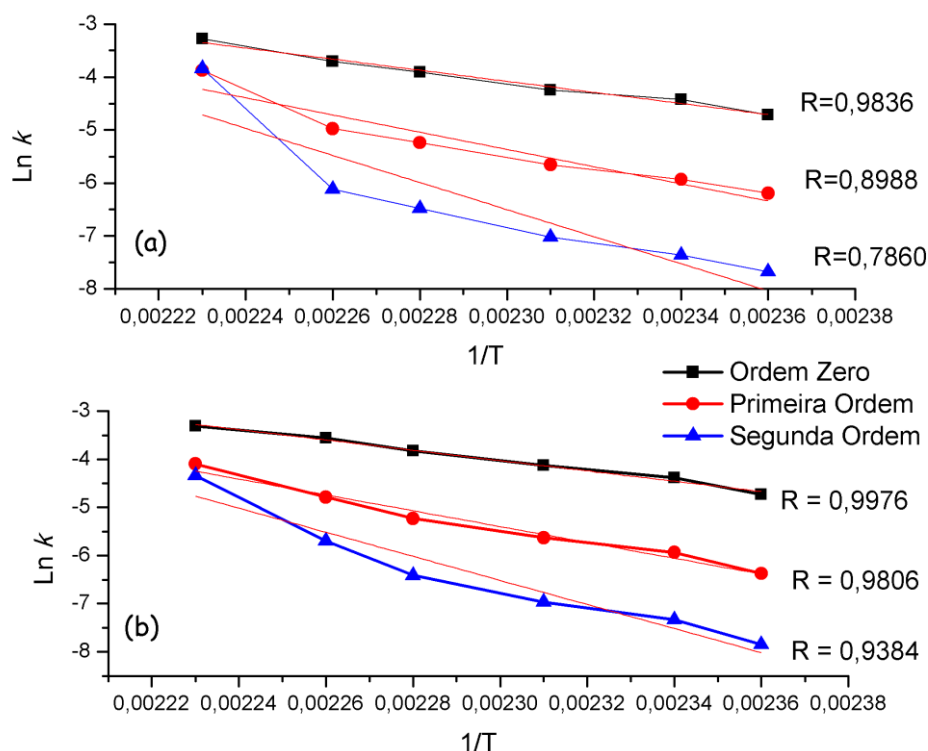 -3
-4
-5
-6
-7
-8
Ln k
(a)
R=0,9836
R=0,8988
R=0,7860
0,00222 0,00224 0,00226 0,00228 0,00230 0,00232 0,00234 0,00236 0,00238
1/T
Ordem Zero
Primeira Ordem
Segunda Ordem
-3
-4
-5
-6
-7
-8
Ln k
(b)
R = 0,9976
R = 0,9806
R = 0,9384
0,00222 0,00224 0,00226 0,00228 0,00230 0,00232 0,00234 0,00236 0,00238
1/T